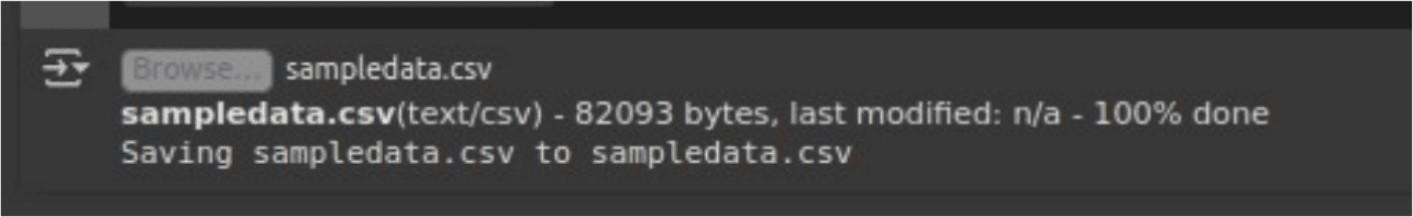 Browse... sampledata.csv
sampledata.csv(text/csv) - 82093 bytes, last modified: n/a - 100% done
Saving sampledata.csv to sampledata.csv